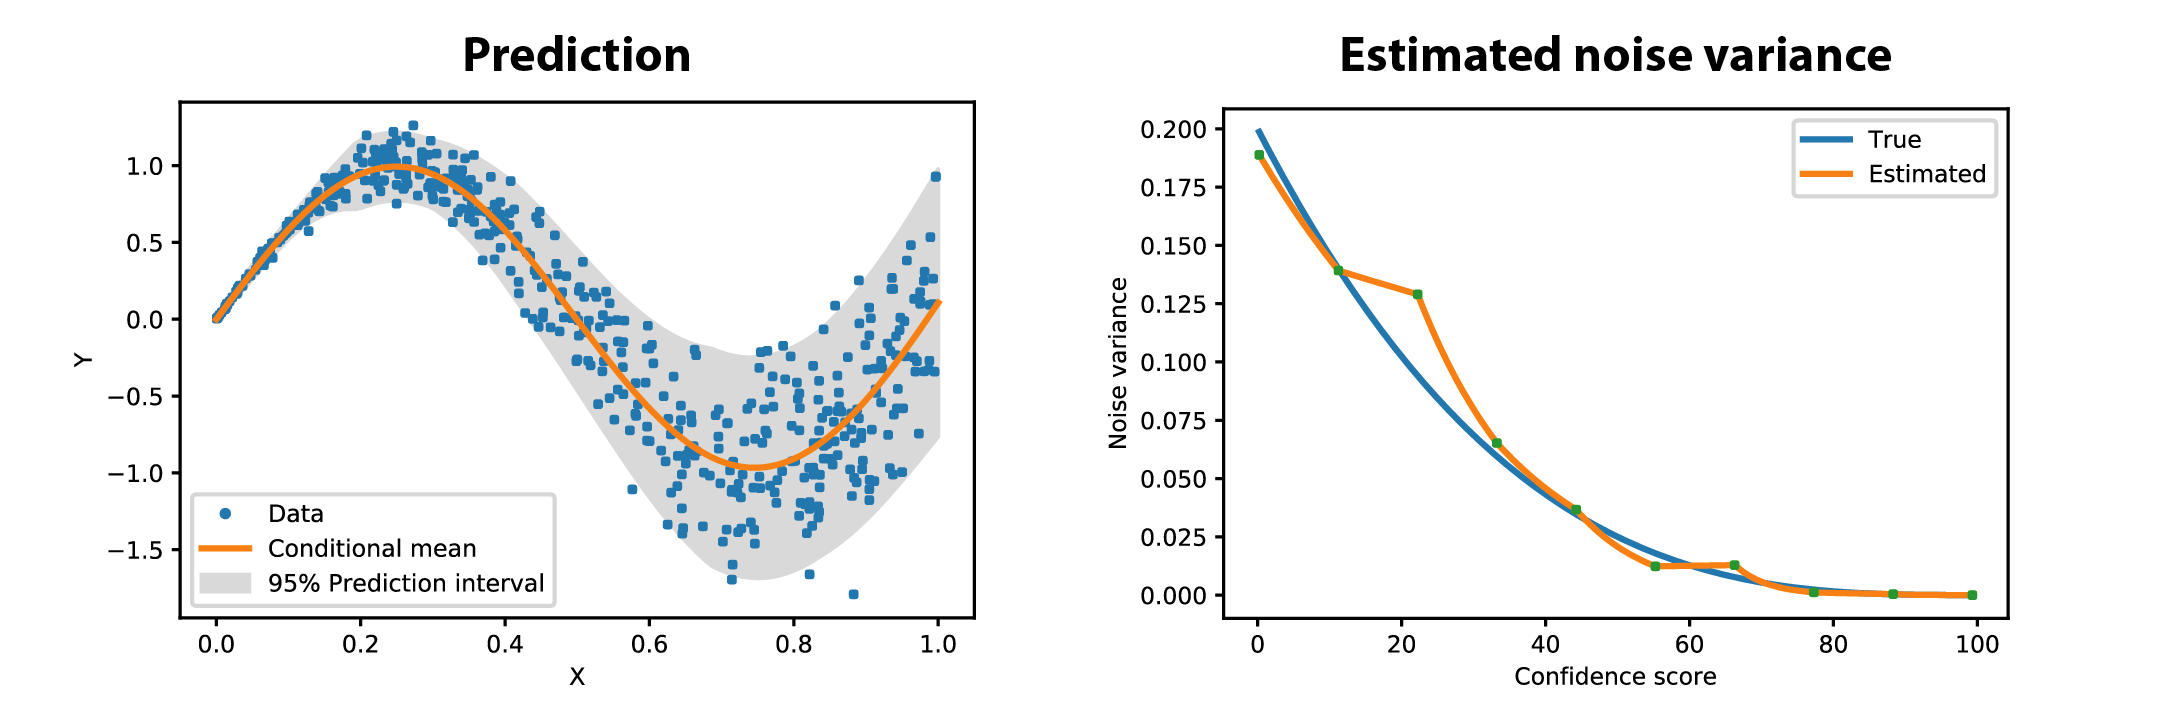 Prediction
1.0
0.5
0.0
−0.5
−1.0
−1.5
Y
Data
Conditional mean
95% Prediction interval
0.0 0.2 0.4 0.6 0.8 1.0
X
Estimated noise variance
0.200
0.175
0.150
0.125
0.100
0.075
0.050
0.025
0.000
Noise variance
True
Estimated
0 20 40 60 80 100
Confidence score